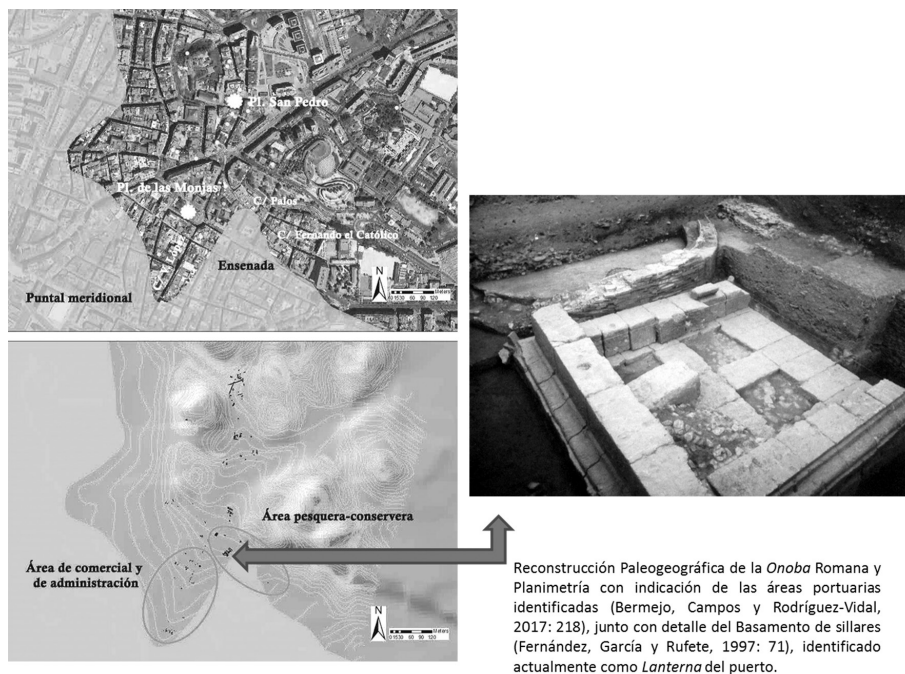 Pl. San Pedro
Pl. de las Monjas
C/ Palos
C/ Fernando el Católico
Ensenada
Puntal meridional
N
Meters
0 15 30 60 90 120
Área pesquera-conservera
Área de comercial y
de administración
N
Meters
0 15 30 60 90 120
Reconstrucción Paleogeográfica de la Onoba Romana y
Planimetría con indicación de las áreas portuarias
identificadas (Bermejo, Campos y Rodríguez-Vidal,
2017: 218), junto con detalle del Basamento de sillares
(Fernández, García y Rufete, 1997: 71), identificado
actualmente como Lanterna del puerto.